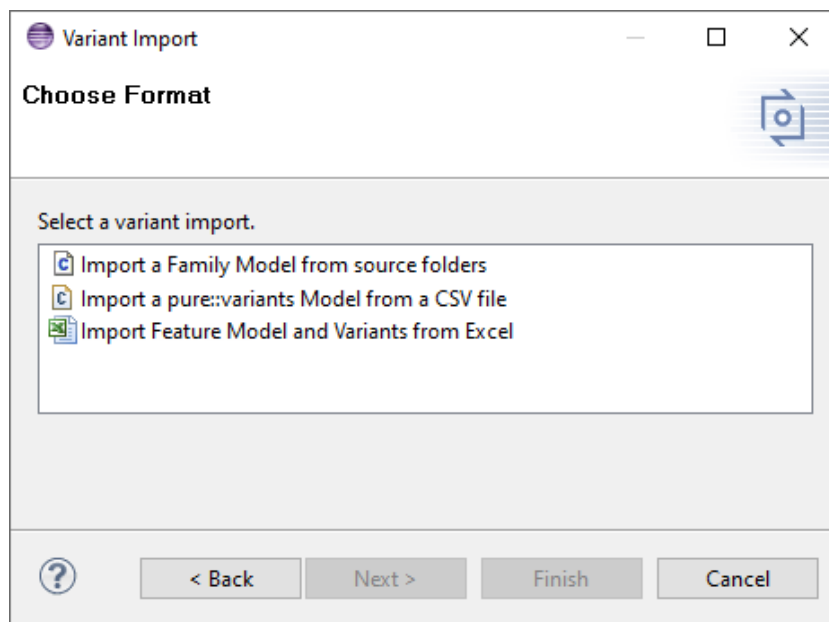 Variant Import
Choose Format
Select a variant import.
Import a Family Model from source folders
Import a pure::variants Model from a CSV file
Import Feature Model and Variants from Excel
? < Back Next > Finish Cancel